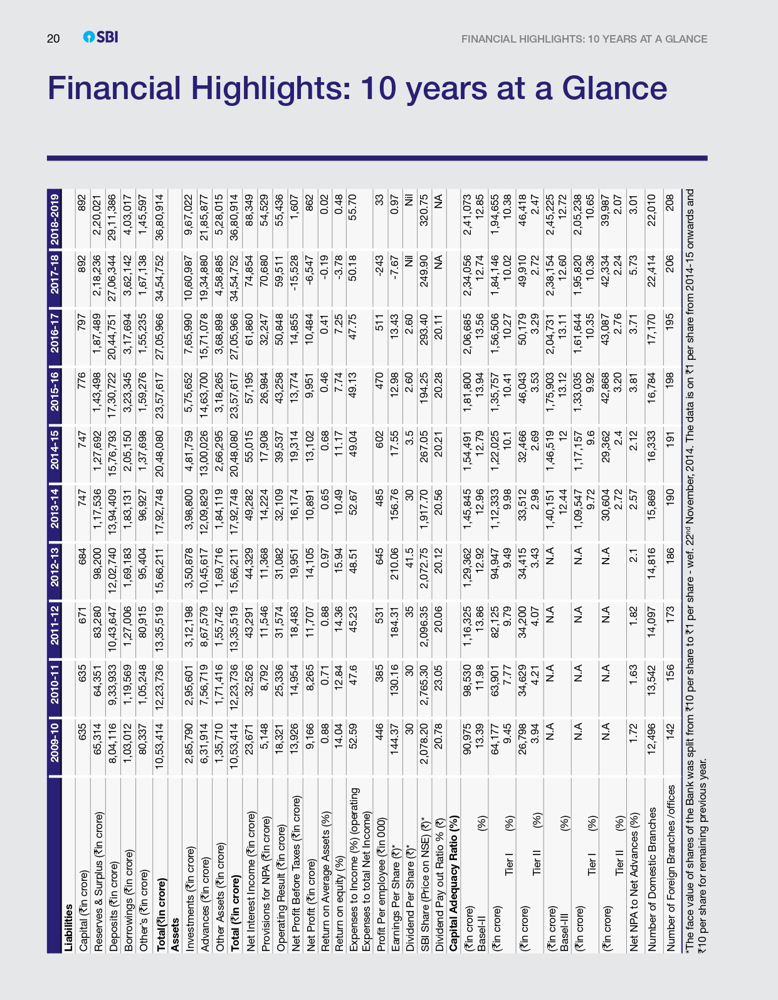 20 SBI FINANCIAL HIGHLIGHTS: 10 YEARS AT A GLANCE
Financial Highlights: 10 years at a Glance
2009-10 2010-11 2011-12 2012-13 2013-14 2014-15 2015-16 2016-17 2017-18 2018-2019
Liabilities
Capital (₹in crore) 635 635 671 684 747 747 776 797 892 892
Reserves & Surplus (₹in crore) 65,314 64,351 83,280 98,200 1,17,536 1,27,692 1,43,498 1,87,489 2,18,236 2,20,021
Deposits (₹in crore) 8,04,116 9,33,933 10,43,647 12,02,740 13,94,409 15,76,793 17,30,722 20,44,751 27,06,344 29,11,386
Borrowings (₹in crore) 1,03,012 1,19,569 1,27,006 1,69,183 1,83,131 2,05,150 3,23,345 3,17,694 3,62,142 4,03,017
Other's (₹in crore) 80,337 1,05,248 80,915 95,404 96,927 1,37,698 1,59,276 1,55,235 1,67,138 1,45,597
Total(₹in crore) 10,53,414 12,23,736 13,35,519 15,66,211 17,92,748 20,48,080 23,57,617 27,05,966 34,54,752 36,80,914
Assets
Investments (₹in crore) 2,85,790 2,95,601 3,12,198 3,50,878 3,98,800 4,81,759 5,75,652 7,65,990 10,60,987 9,67,022
Advances (₹in crore) 6,31,914 7,56,719 8,67,579 10,45,617 12,09,829 13,00,026 14,63,700 15,71,078 19,34,880 21,85,877
Other Assets (₹in crore) 1,35,710 1,71,416 1,55,742 1,69,716 1,84,119 2,66,295 3,18,265 3,68,898 4,58,885 5,28,015
Total (₹in crore) 10,53,414 12,23,736 13,35,519 15,66,211 17,92,748 20,48,080 23,57,617 27,05,966 34,54,752 36,80,914
Net Interest Income (₹in crore) 23,671 32,526 43,291 44,329 49,282 55,015 57,195 61,860 74,854 88,349
Provisions for NPA (₹in crore) 5,148 8,792 11,546 11,368 14,224 17,908 26,984 32,247 70,680 54,529
Operating Result (₹in crore) 18,321 25,336 31,574 31,082 32,109 39,537 43,258 50,848 59,511 55,436
Net Profit Before Taxes (₹in crore) 13,926 14,954 18,483 19,951 16,174 19,314 13,774 14,855 -15,528 1,607
Net Profit (₹in crore) 9,166 8,265 11,707 14,105 10,891 13,102 9,951 10,484 -6,547 862
Return on Average Assets (%) 0.88 0.71 0.88 0.97 0.65 0.68 0.46 0.41 -0.19 0.02
Return on equity (%) 14.04 12.84 14.36 15.94 10.49 11.17 7.74 7.25 -3.78 0.48
Expenses to Income (%) (operating 52.59 47.6 45.23 48.51 52.67 49.04 49.13 47.75 50.18 55.70
Expenses to total Net Income)
Profit Per employee (₹in 000) 446 385 531 645 485 602 470 511 -243 33
Earnings Per Share (₹)* 144.37 130.16 184.31 210.06 156.76 17.55 12.98 13.43 -7.67 0.97
Dividend Per Share (₹)* 30 30 35 41.5 30 3.5 2.60 2.60 Nil Nil
SBI Share (Price on NSE) (₹)* 2,078.20 2,765.30 2,096.35 2,072.75 1,917.70 267.05 194.25 293.40 249.90 320.75
Dividend Pay out Ratio % (₹) 20.78 23.05 20.06 20.12 20.56 20.21 20.28 20.11 NA NA
Capital Adequacy Ratio (%)
(₹in crore) 90,975 98,530 1,16,325 1,29,362 1,45,845 1,54,491 1,81,800 2,06,685 2,34,056 2,41,073
Basel-II (%) 13.39 11.98 13.86 12.92 12.96 12.79 13.94 13.56 12.74 12.85
(₹in crore) 64,177 63,901 82,125 94,947 1,12,333 1,22,025 1,35,757 1,56,506 1,84,146 1,94,655
Tier I (%) 9.45 7.77 9.79 9.49 9.98 10.1 10.41 10.27 10.02 10.38
(₹in crore) 26,798 34,629 34,200 34,415 33,512 32,466 46,043 50,179 49,910 46,418
Tier II (%) 3.94 4.21 4.07 3.43 2.98 2.69 3.53 3.29 2.72 2.47
(₹in crore) N.A N.A N.A N.A 1,40,151 1,46,519 1,75,903 2,04,731 2,38,154 2,45,225
Basel-III (%) 12.44 12 13.12 13.11 12.60 12.72
(₹in crore) N.A N.A N.A N.A 1,09,547 1,17,157 1,33,035 1,61,644 1,95,820 2,05,238
Tier I (%) 9.72 9.6 9.92 10.35 10.36 10.65
(₹in crore) N.A N.A N.A N.A 30,604 29,362 42,868 43,087 42,334 39,987
Tier II (%) 2.72 2.4 3.20 2.76 2.24 2.07
Net NPA to Net Advances (%) 1.72 1.63 1.82 2.1 2.57 2.12 3.81 3.71 5.73 3.01
Number of Domestic Branches 12,496 13,542 14,097 14,816 15,869 16,333 16,784 17,170 22,414 22,010
Number of Foreign Branches /offices 142 156 173 186 190 191 198 195 206 208
*The face value of shares of the Bank was split from ₹10 per share to ₹1 per share - wef. 22nd November, 2014. The data is on ₹1 per share from 2014-15 onwards and
₹10 per share for remaining previous year.